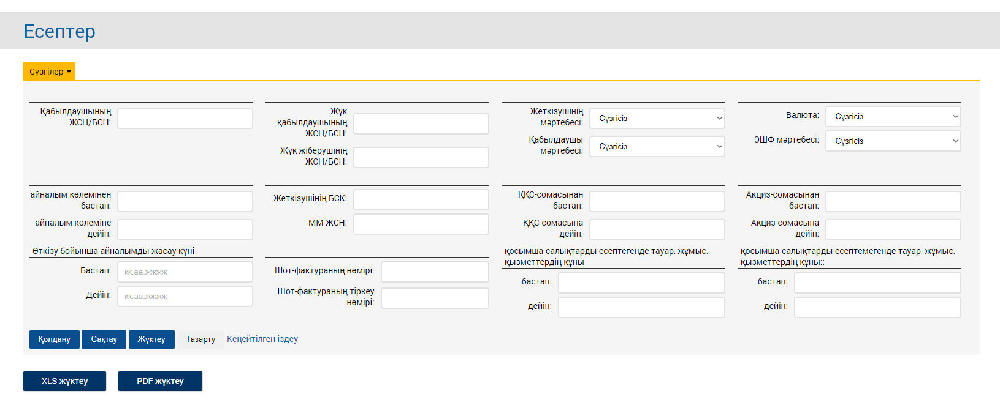 Есептер
Сүзгілер
Қабылдаушының
ЖСН/БСН:
Жүк
қабылдаушының
ЖСН/БСН:
Жүк жіберушінің
ЖСН/БСН:
Жеткізушінің
мәртебесі:
Сүзгісіз
Қабылдаушы
мәртебесі:
Сүзгісіз
Валюта:
Сүзгісіз
ЭШФ мәртебесі:
Сүзгісіз
айналым көлемінен
бастап:
айналым көлеміне
дейін:
Жеткізушінің БСК:
ММ ЖСН:
ҚҚС-сомасынан
бастап:
ҚҚС-сомасына
дейін:
Акциз-сомасынан
бастап:
Акциз-сомасына
дейін:
Өткізу бойынша айналымды жасау күні
Бастап:
кк.аа.жжжж
Дейін:
кк.аа.жжжж
Шот-фактураның нөмірі:
Шот-фактураның тіркеу
нөмірі:
қосымша салықтарды есептегенде тауар, жұмыс,
қызметтердің құны
бастап:
дейін:
қосымша салықтарды есептемегенде тауар, жұмыс,
қызметтердің құны::
бастап:
дейін:
Қолдану
Сақтау
Жүктеу
Тазарту
Кеңейтілген іздеу
XLS жүктеу
PDF жүктеу